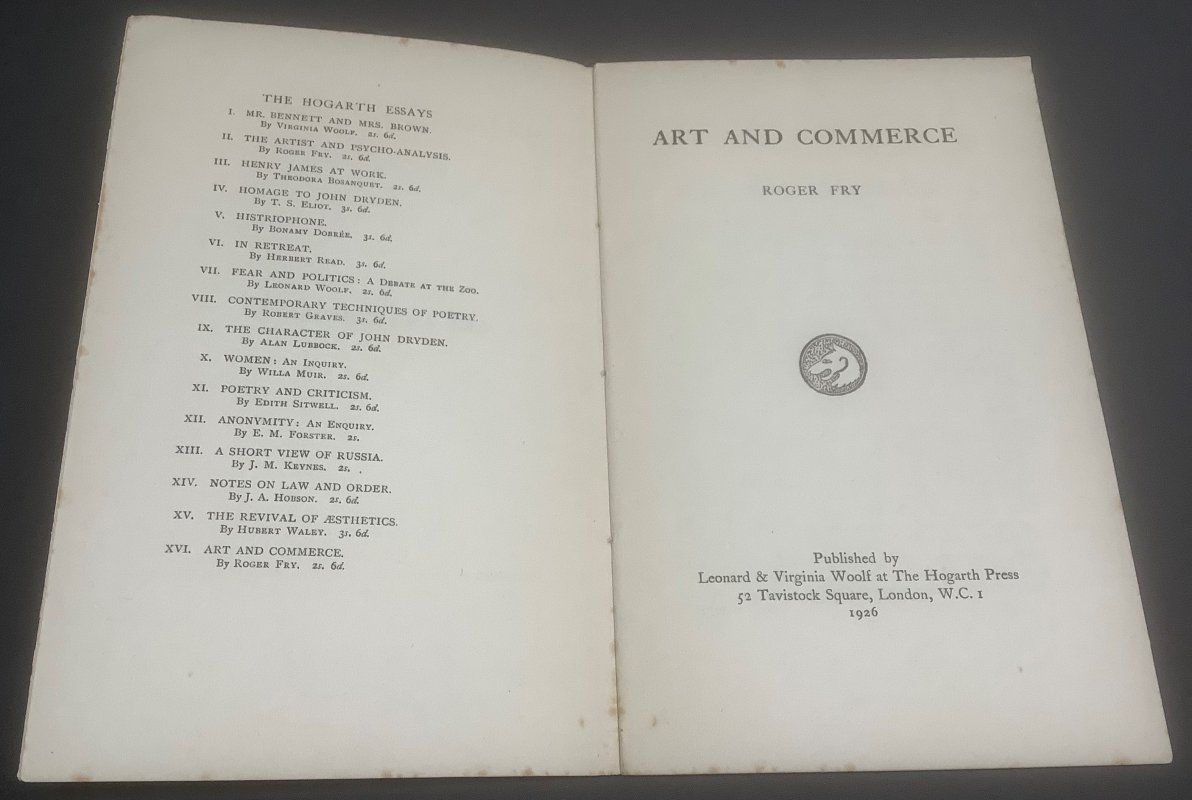 THE HOGARTH ESSAYS
I. MR. BENNETT AND MRS. BROWN.
By Virginia Woolf. 2s. 6d.
II. THE ARTIST AND PSYCHO-ANALYSIS.
By Roger Fry. 2s. 6d.
III. HENRY JAMES AT WORK.
By Theodora Bosanquet. 2s. 6d.
IV. HOMAGE TO JOHN DRYDEN.
By T. S. Eliot. 3s. 6d.
V. HISTRIOPHONE.
By Bonamy Dobrée. 3s. 6d.
VI. IN RETREAT.
By Herbert Read. 3s. 6d.
VII. FEAR AND POLITICS: A Debate at the Zoo.
By Leonard Woolf. 2s. 6d.
VIII. CONTEMPORARY TECHNIQUES OF POETRY.
By Robert Graves. 3s. 6d.
IX. THE CHARACTER OF JOHN DRYDEN.
By Alan Lubbock. 2s. 6d.
X. WOMEN: An Inquiry.
By Willa Muir. 2s. 6d.
XI. POETRY AND CRITICISM.
By Edith Sitwell. 2s. 6d.
XII. ANONYMITY: An Enquiry.
By E. M. Forster. 2s.
XIII. A SHORT VIEW OF RUSSIA.
By J. M. Keynes. 2s.
XIV. NOTES ON LAW AND ORDER.
By J. A. Hobson. 2s. 6d.
XV. THE REVIVAL OF ÆSTHETICS.
By Hubert Waley. 3s. 6d.
XVI. ART AND COMMERCE.
By Roger Fry. 2s. 6d.
ART AND COMMERCE
ROGER FRY
Published by
Leonard & Virginia Woolf at The Hogarth Press
52 Tavistock Square, London, W.C. 1
1926